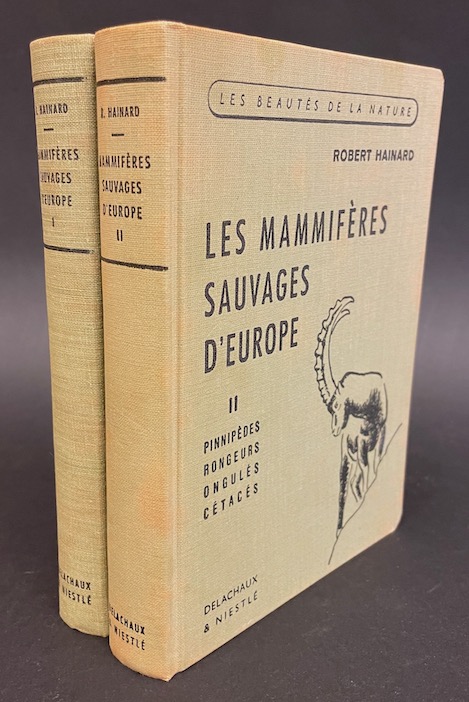 R. HAINARD
MAMMIFÈRES
SAUVAGES
D'EUROPE
I
DELACHAUX
& NIESTLÉ
R. HAINARD
MAMMIFÈRES
SAUVAGES
D'EUROPE
II
DELACHAUX
& NIESTLÉ
LES BEAUTÉS DE LA NATURE
ROBERT HAINARD
LES MAMMIFÈRES
SAUVAGES
D'EUROPE
II
PINNIPÈDES
RONGEURS
ONGULÉS
CÉTACÉS
DELACHAUX
& NIESTLÉ